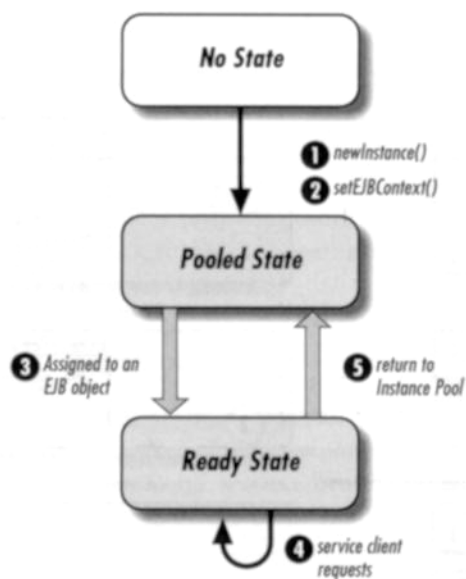 No State
1 newInstance()
2 setEJBContext()
Pooled State
3 Assigned to an
EJB object
5 return to
Instance Pool
Ready State
4 service client
requests